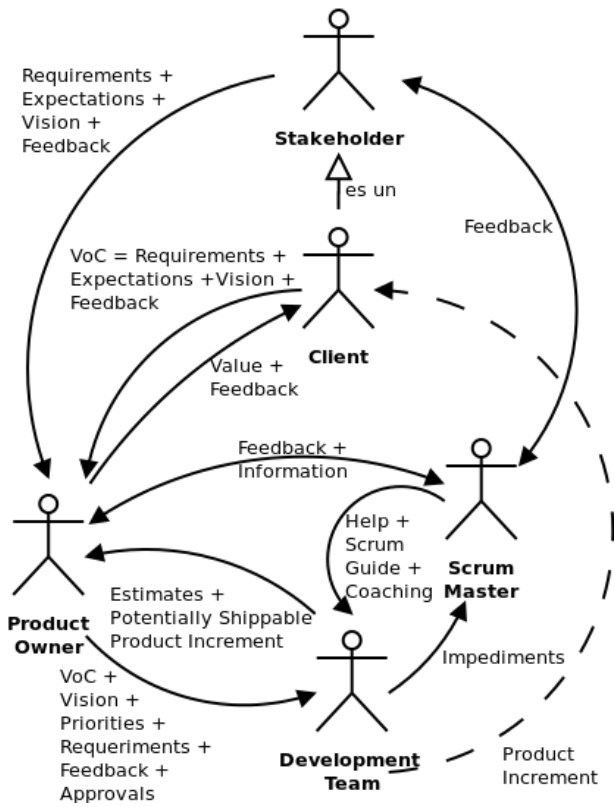 Requirements +
Expectations +
Vision +
Feedback
Stakeholder
es un
Feedback
VoC = Requirements +
Expectations +Vision +
Feedback
Client
Value +
Feedback
Feedback +
Information
Help +
Scrum
Guide +
Coaching
Scrum
Master
Product
Owner
Estimates +
Potentially Shippable
Product Increment
Impediments
VoC +
Vision +
Priorities +
Requeriments +
Feedback +
Approvals
Development
Team
Product
Increment